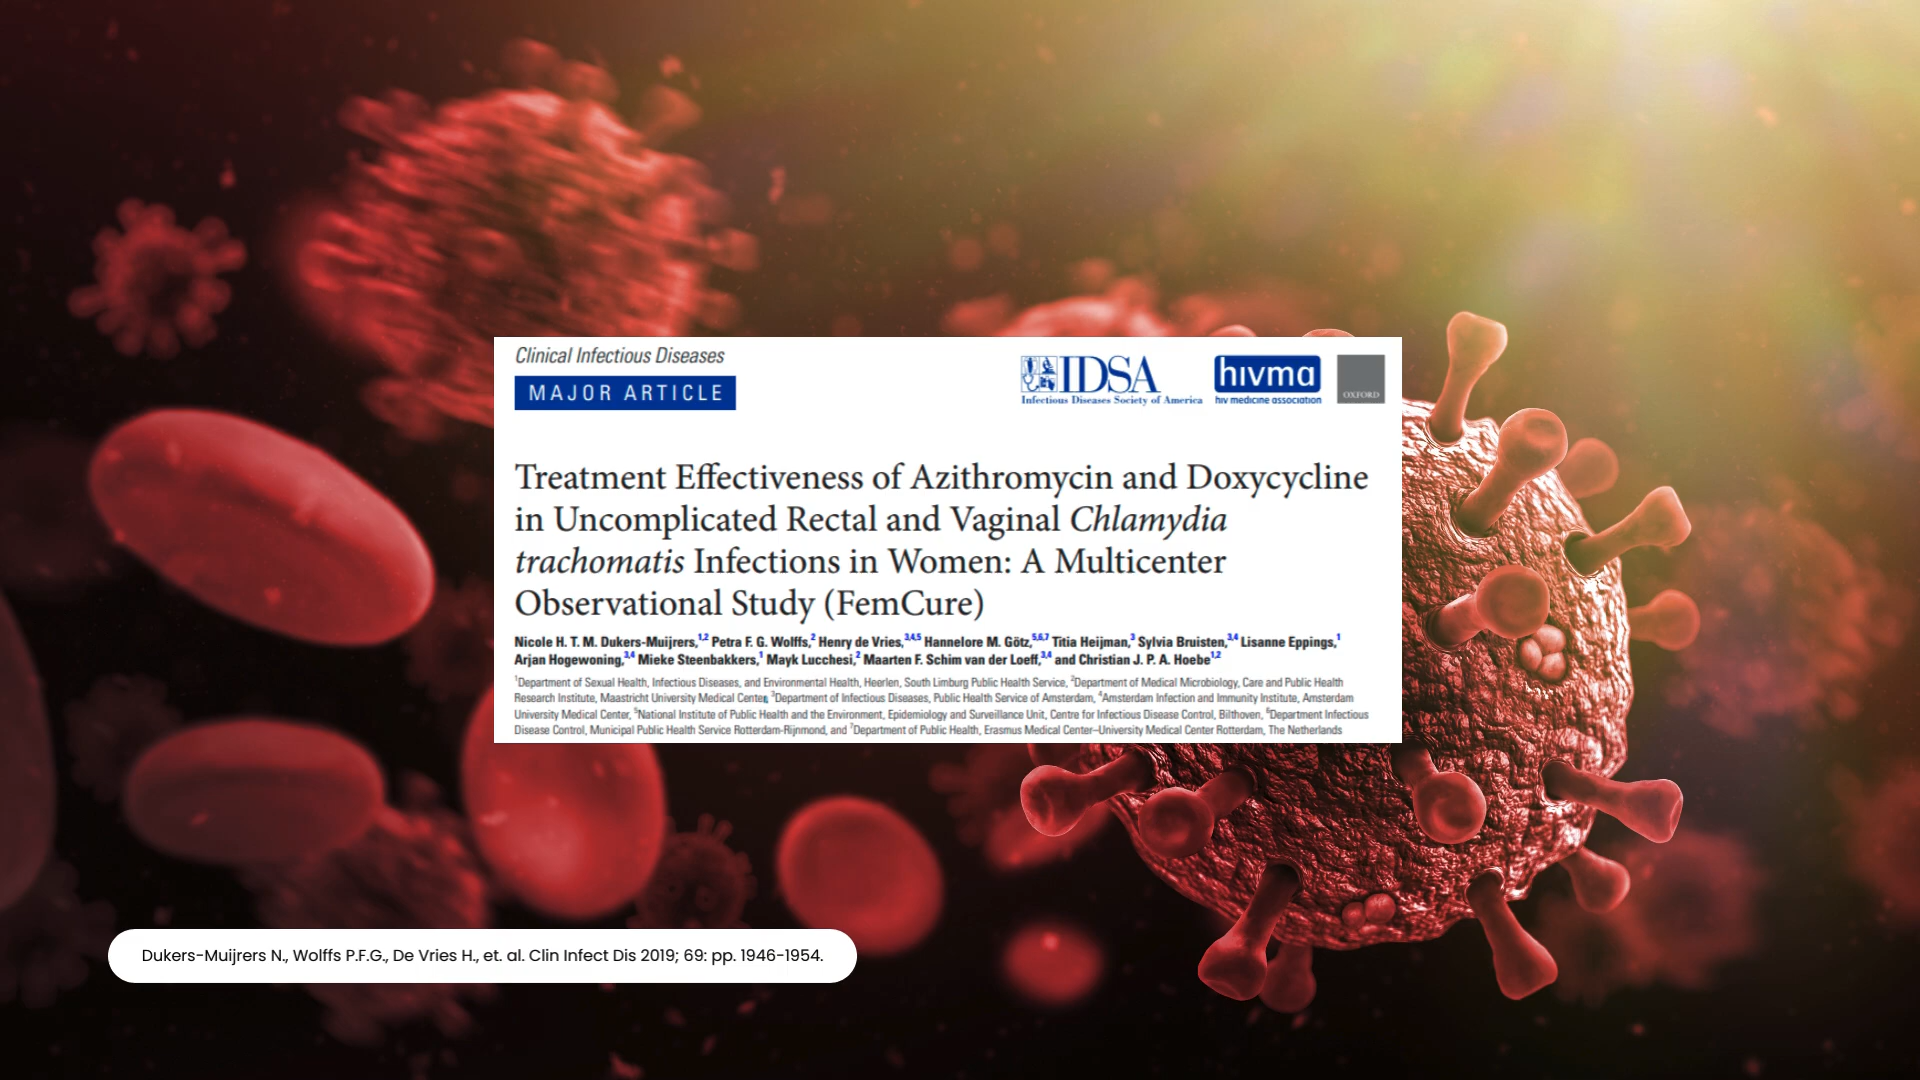 Clinical Infectious Diseases
MAJOR ARTICLE
IDSA
Infectious Diseases Society of America
hivma
hiv medicine association
OXFORD
Treatment Effectiveness of Azithromycin and Doxycycline
in Uncomplicated Rectal and Vaginal Chlamydia
trachomatis Infections in Women: A Multicenter
Observational Study (FemCure)
Nicole H. T. M. Dukers-Muijrers,1,2 Petra F. G. Wolffs,2 Henry de Vries,3,4,5 Hannelore M. Götz,5,6,7 Titia Heijman,3 Sylvia Bruisten,3,4 Lisanne Eppings,1
Arjan Hogewoning,3,4 Mieke Steenbakkers,1 Mayk Lucchesi,2 Maarten F. Schim van der Loeff,3,4 and Christian J. P. A. Hoebe1,2
1Department of Sexual Health, Infectious Diseases, and Environmental Health, Heerlen, South Limburg Public Health Service, 2Department of Medical Microbiology, Care and Public Health
Research Institute, Maastricht University Medical Center, 3Department of Infectious Diseases, Public Health Service of Amsterdam, 4Amsterdam Infection and Immunity Institute, Amsterdam
University Medical Center, 5National Institute of Public Health and the Environment, Epidemiology and Surveillance Unit, Centre for Infectious Disease Control, Bilthoven, 6Department Infectious
Disease Control, Municipal Public Health Service Rotterdam-Rijnmond, and 7Department of Public Health, Erasmus Medical Center–University Medical Center Rotterdam, The Netherlands
Dukers-Muijrers N., Wolffs P.F.G., De Vries H., et. al. Clin Infect Dis 2019; 69: pp. 1946-1954.